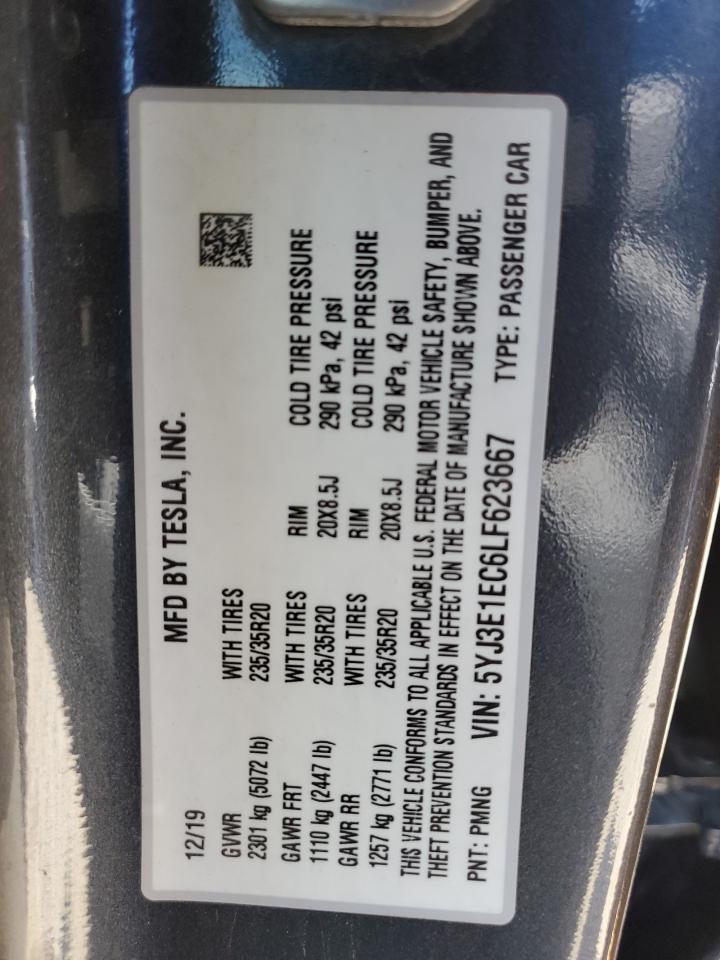 MFD BY TESLA, INC.
12/19
GVWR WITH TIRES
2301 kg (5072 lb) 235/35R20
GAWR FRT WITH TIRES RIM COLD TIRE PRESSURE
1110 kg (2447 lb) 235/35R20 20X8.5J 290 kPa, 42 psi
GAWR RR WITH TIRES RIM COLD TIRE PRESSURE
1257 kg (2771 lb) 235/35R20 20X8.5J 290 kPa, 42 psi
THIS VEHICLE CONFORMS TO ALL APPLICABLE U.S. FEDERAL MOTOR VEHICLE SAFETY, BUMPER, AND
THEFT PREVENTION STANDARDS IN EFFECT ON THE DATE OF MANUFACTURE SHOWN ABOVE.
PNT: PMNG VIN: 5YJ3E1EC6LF623667 TYPE: PASSENGER CAR